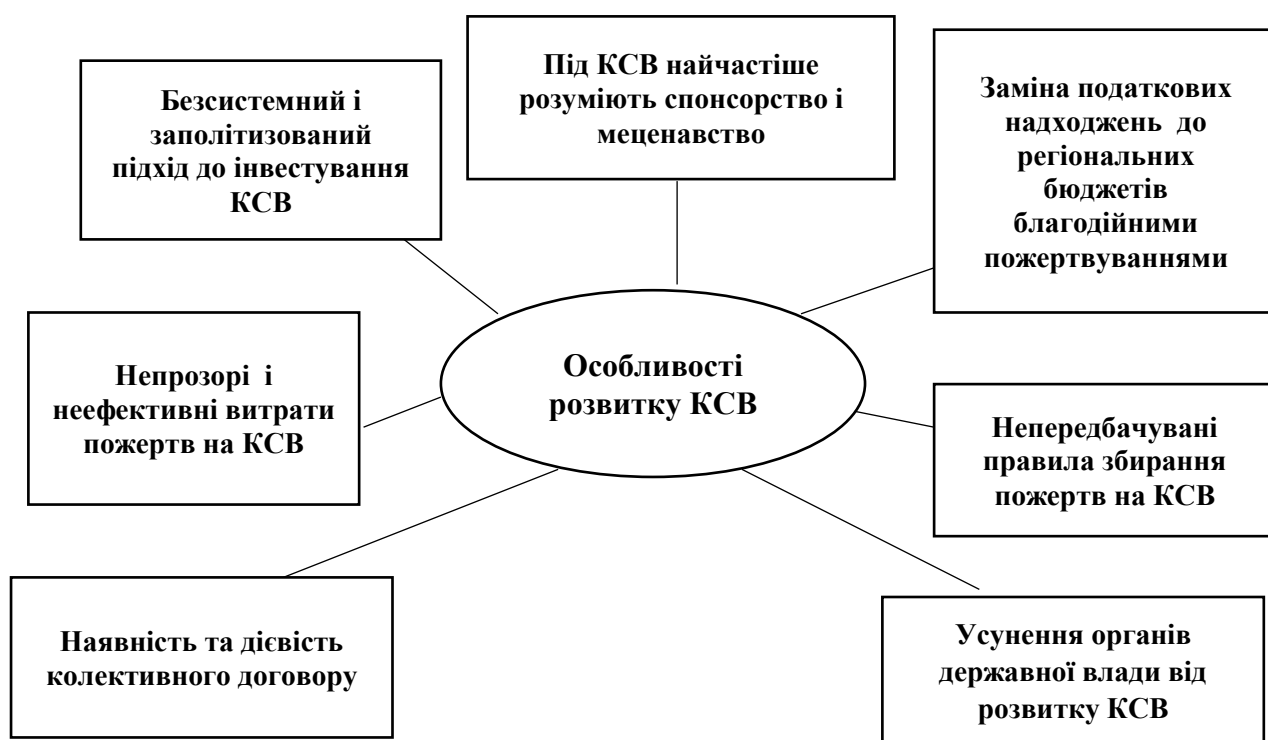 Безсистемний і
заполітизований
підхід до інвестування
КСВ
Під КСВ найчастіше
розуміють спонсорство і
меценавство
Заміна податкових
надходжень до
регіональних
бюджетів
благодійними
пожертвуваннями
Непрозорі і
неефективні витрати
пожертв на КСВ
Особливості
розвитку КСВ
Непередбачувані
правила збирання
пожертв на КСВ
Наявність та дієвість
колективного договору
Усунення органів
державної влади від
розвитку КСВ